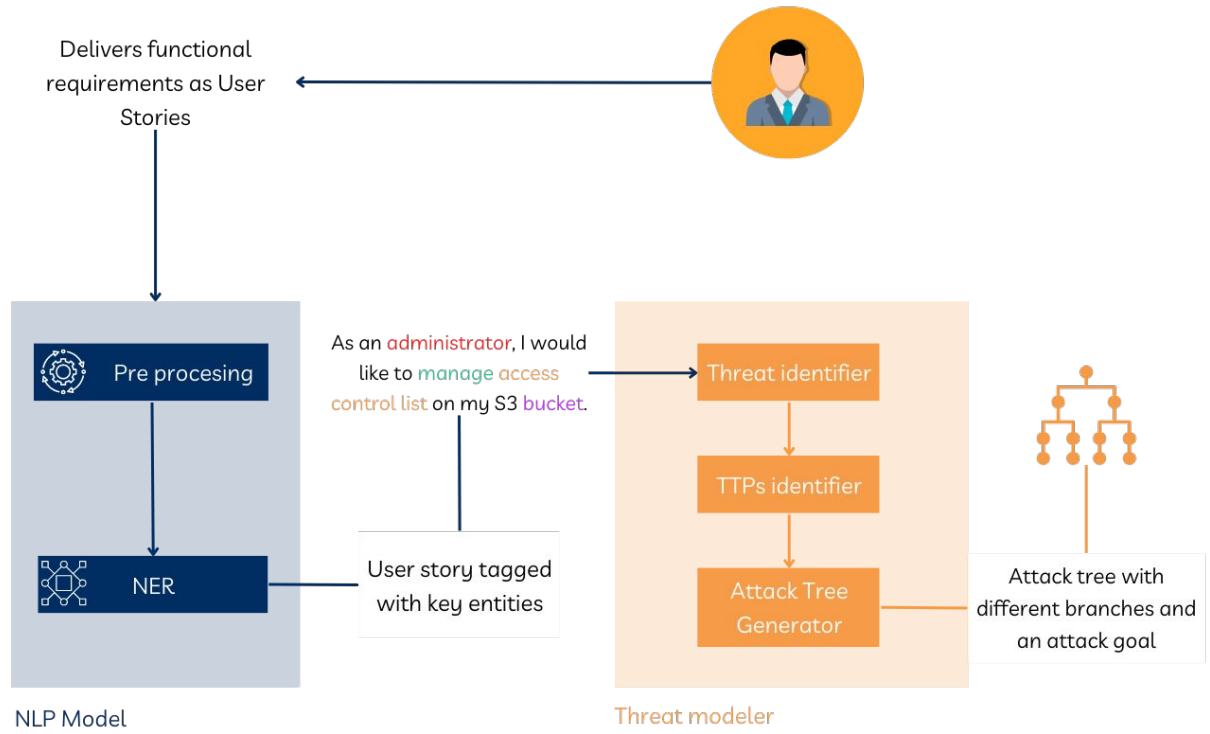 Delivers functional
requirements as User
Stories
Pre procesing
NER
NLP Model
As an administrator, I would
like to manage access
control list on my S3 bucket.
User story tagged
with key entities
Threat identifier
TTPs identifier
Attack Tree
Generator
Threat modeler
Attack tree with
different branches and
an attack goal